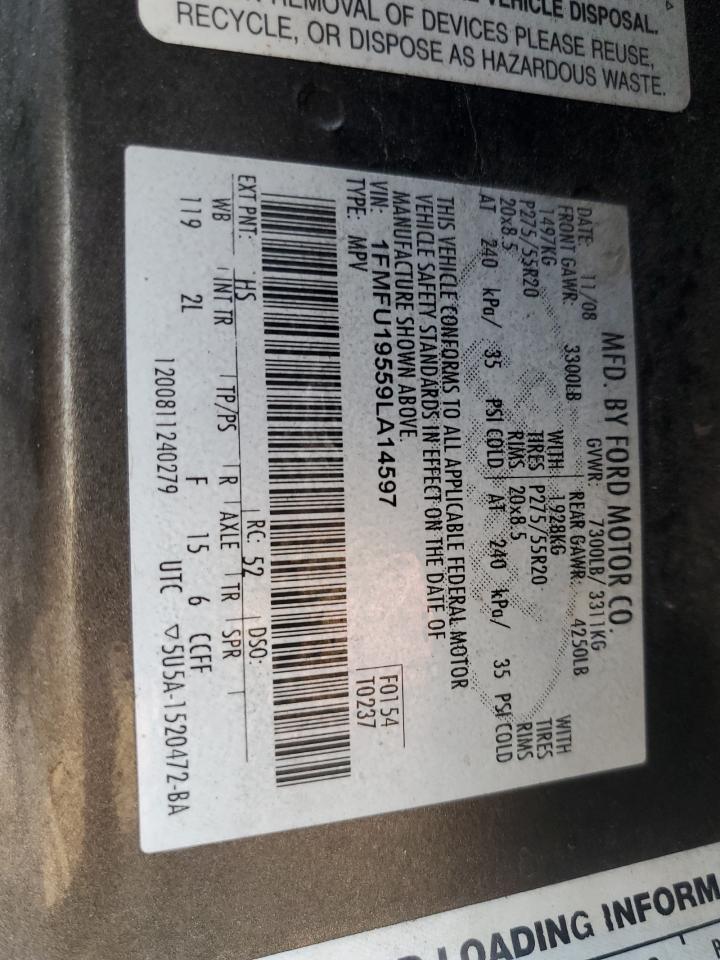 VEHICLE DISPOSAL.
REMOVAL OF DEVICES PLEASE REUSE,
RECYCLE, OR DISPOSE AS HAZARDOUS WASTE.
MFD. BY FORD MOTOR CO.
DATE: 11/08 GVWR: 7300LB/ 3311KG
FRONT GAWR: 3300LB REAR GAWR: 4250LB
1497KG WITH 1928KG WITH
P275/55R20 TIRES P275/55R20 TIRES
20x8.5 RIMS 20x8.5 RIMS
AT 240 kPa/ 35 PSI COLD AT 240 kPa/ 35 PSI COLD
THIS VEHICLE CONFORMS TO ALL APPLICABLE FEDERAL MOTOR
VEHICLE SAFETY STANDARDS IN EFFECT ON THE DATE OF
MANUFACTURE SHOWN ABOVE.
VIN: 1FMFU19559LA14597 F0154
TYPE: MPV T0237
EXT PNT: HS RC: 52 DSO:
WB INT TR TP/PS R AXLE TR SPR
119 2L F 15 6 CCFF
1200811240279 UTC ▽5U5A-1520472-BA
LOADING INFORM